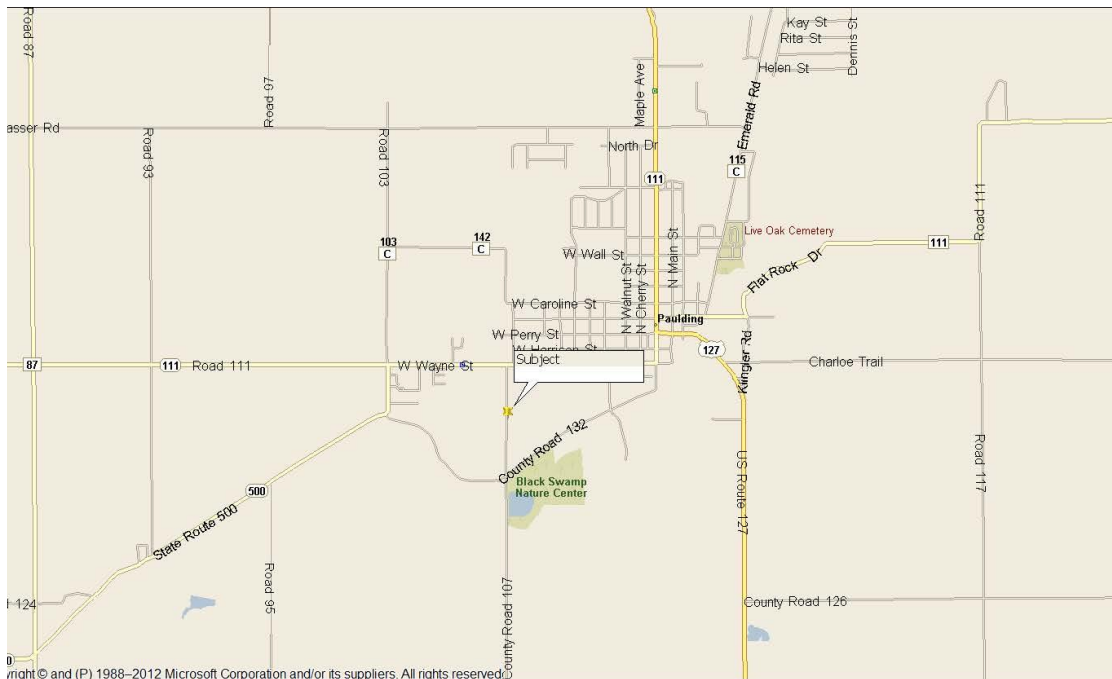 Kay St
Rita St
Dennis St
Helen St
Road 87
Road 97
Maple Ave
Emerald Rd
asser Rd
Road 93
Road 103
North Dr
115
C
111
Road 111
Live Oak Cemetery
103
C
142
C
W Wall St
N Main St
111
Flat Rock Dr
N Walnut St
N Cherry St
W Caroline St
Paulding
W Perry St
W Harrison St
127
Klinger Rd
Subject
87
111
Road 111
W Wayne St
Charloe Trail
County Road 132
Black Swamp
Nature Center
US Route 127
Road 117
500
State Route 500
Road 95
County Road 107
124
County Road 126
0
yright © and (P) 1988–2012 Microsoft Corporation and/or its suppliers. All rights reserved